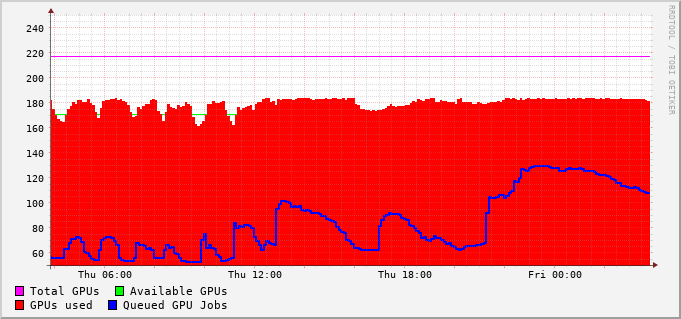 RRDTOOL / TOBI OETIKER
240
220
200
180
160
140
120
100
80
60
Thu 06:00 Thu 12:00 Thu 18:00 Fri 00:00
Total GPUs Available GPUs
GPUs used Queued GPU Jobs